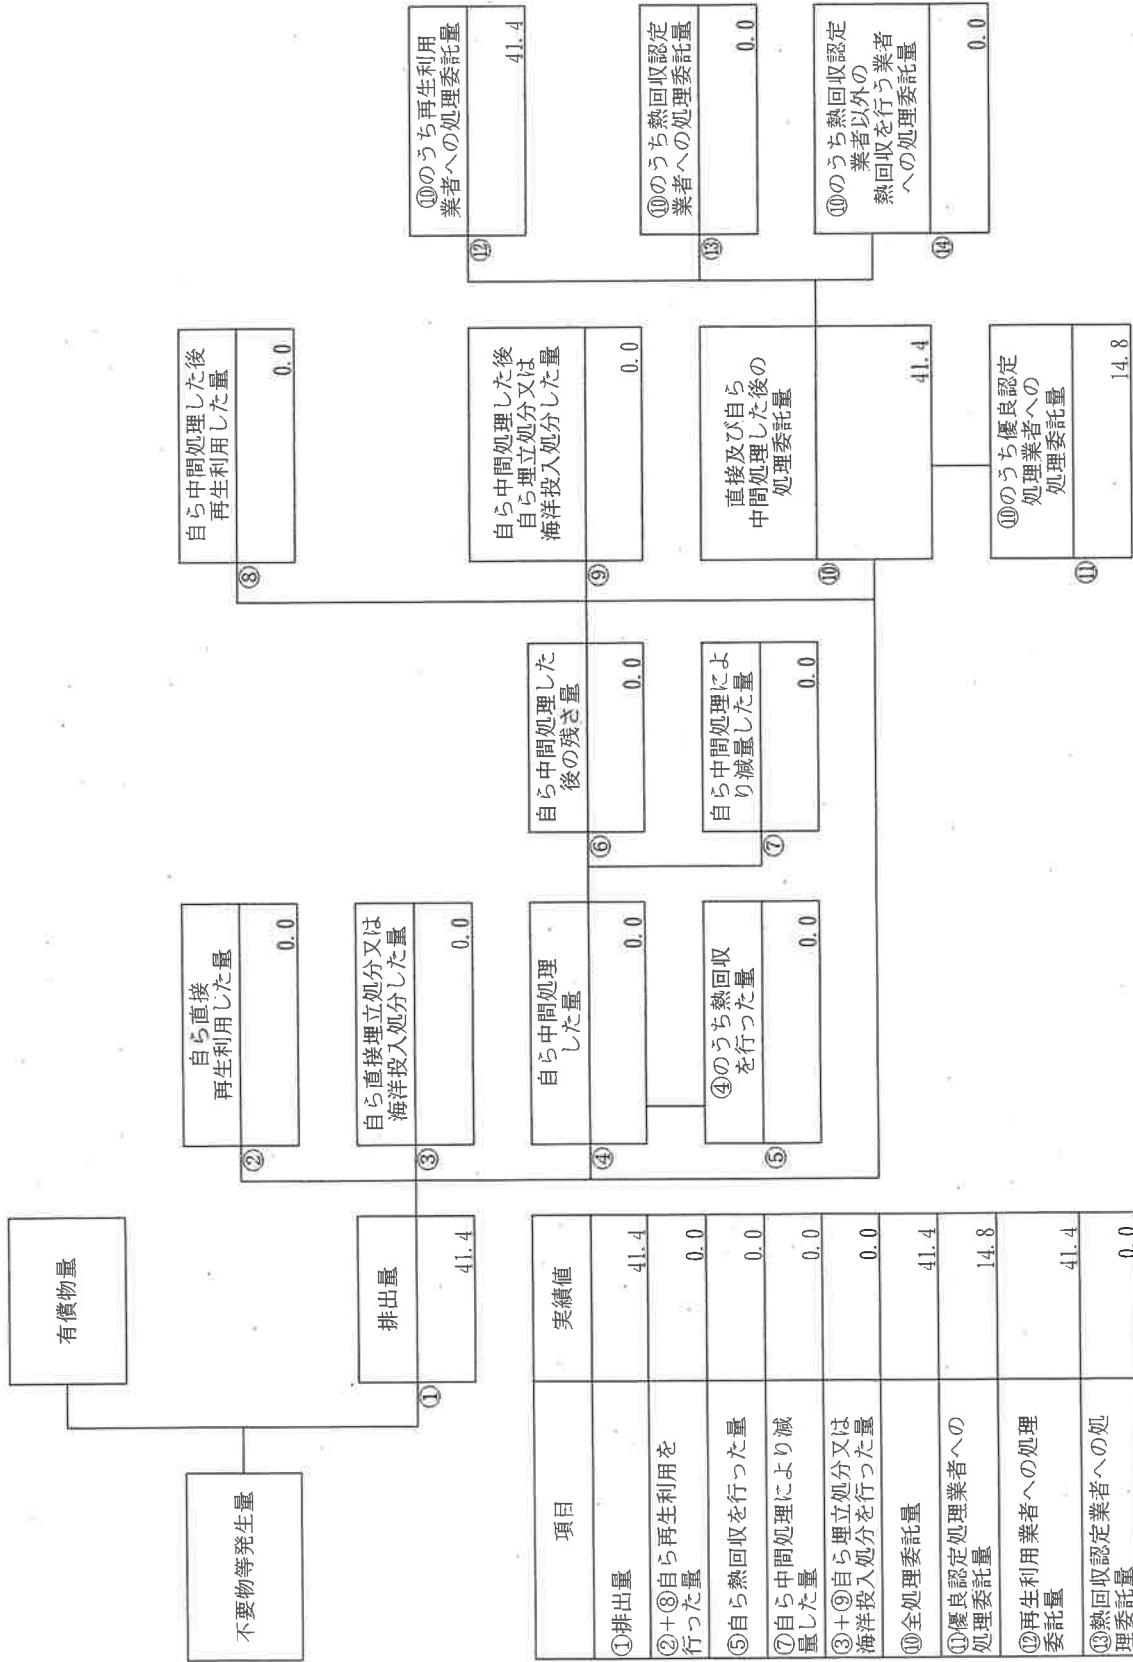 不要物等発生量
有償物量
排出量
①
41.4
自ら直接
再生利用した量
②
0.0
自ら直接埋立処分又は
海洋投入処分した量
③
0.0
自ら中間処理
した量
④
0.0
④のうち熱回収
を行った量
⑤
0.0
自ら中間処理した
後の残さ量
⑥
0.0
自ら中間処理によ
り減量した量
⑦
0.0
自ら中間処理した後
再生利用した量
⑧
0.0
自ら中間処理した後
自ら埋立処分又は
海洋投入処分した量
⑨
0.0
直接及び自ら
中間処理した後の
処理委託量
⑩
41.4
⑩のうち優良認定
処理業者への
処理委託量
⑪
14.8
⑩のうち再生利用
業者への処理委託量
⑫
41.4
⑩のうち熱回収認定
業者への処理委託量
⑬
0.0
⑩のうち熱回収認定
業者以外の
熱回収を行う業者
への処理委託量
⑭
0.0
項目 実績値
①排出量 41.4
②+⑧自ら再生利用を
行った量 0.0
⑤自ら熱回収を行った量 0.0
⑦自ら中間処理により減
量した量 0.0
③+⑨自ら埋立処分又は
海洋投入処分を行った量 0.0
⑩全処理委託量 41.4
⑪優良認定処理業者への
処理委託量 14.8
⑫再生利用業者への処理
委託量 41.4
⑬熱回収認定業者への処
理委託量 0.0